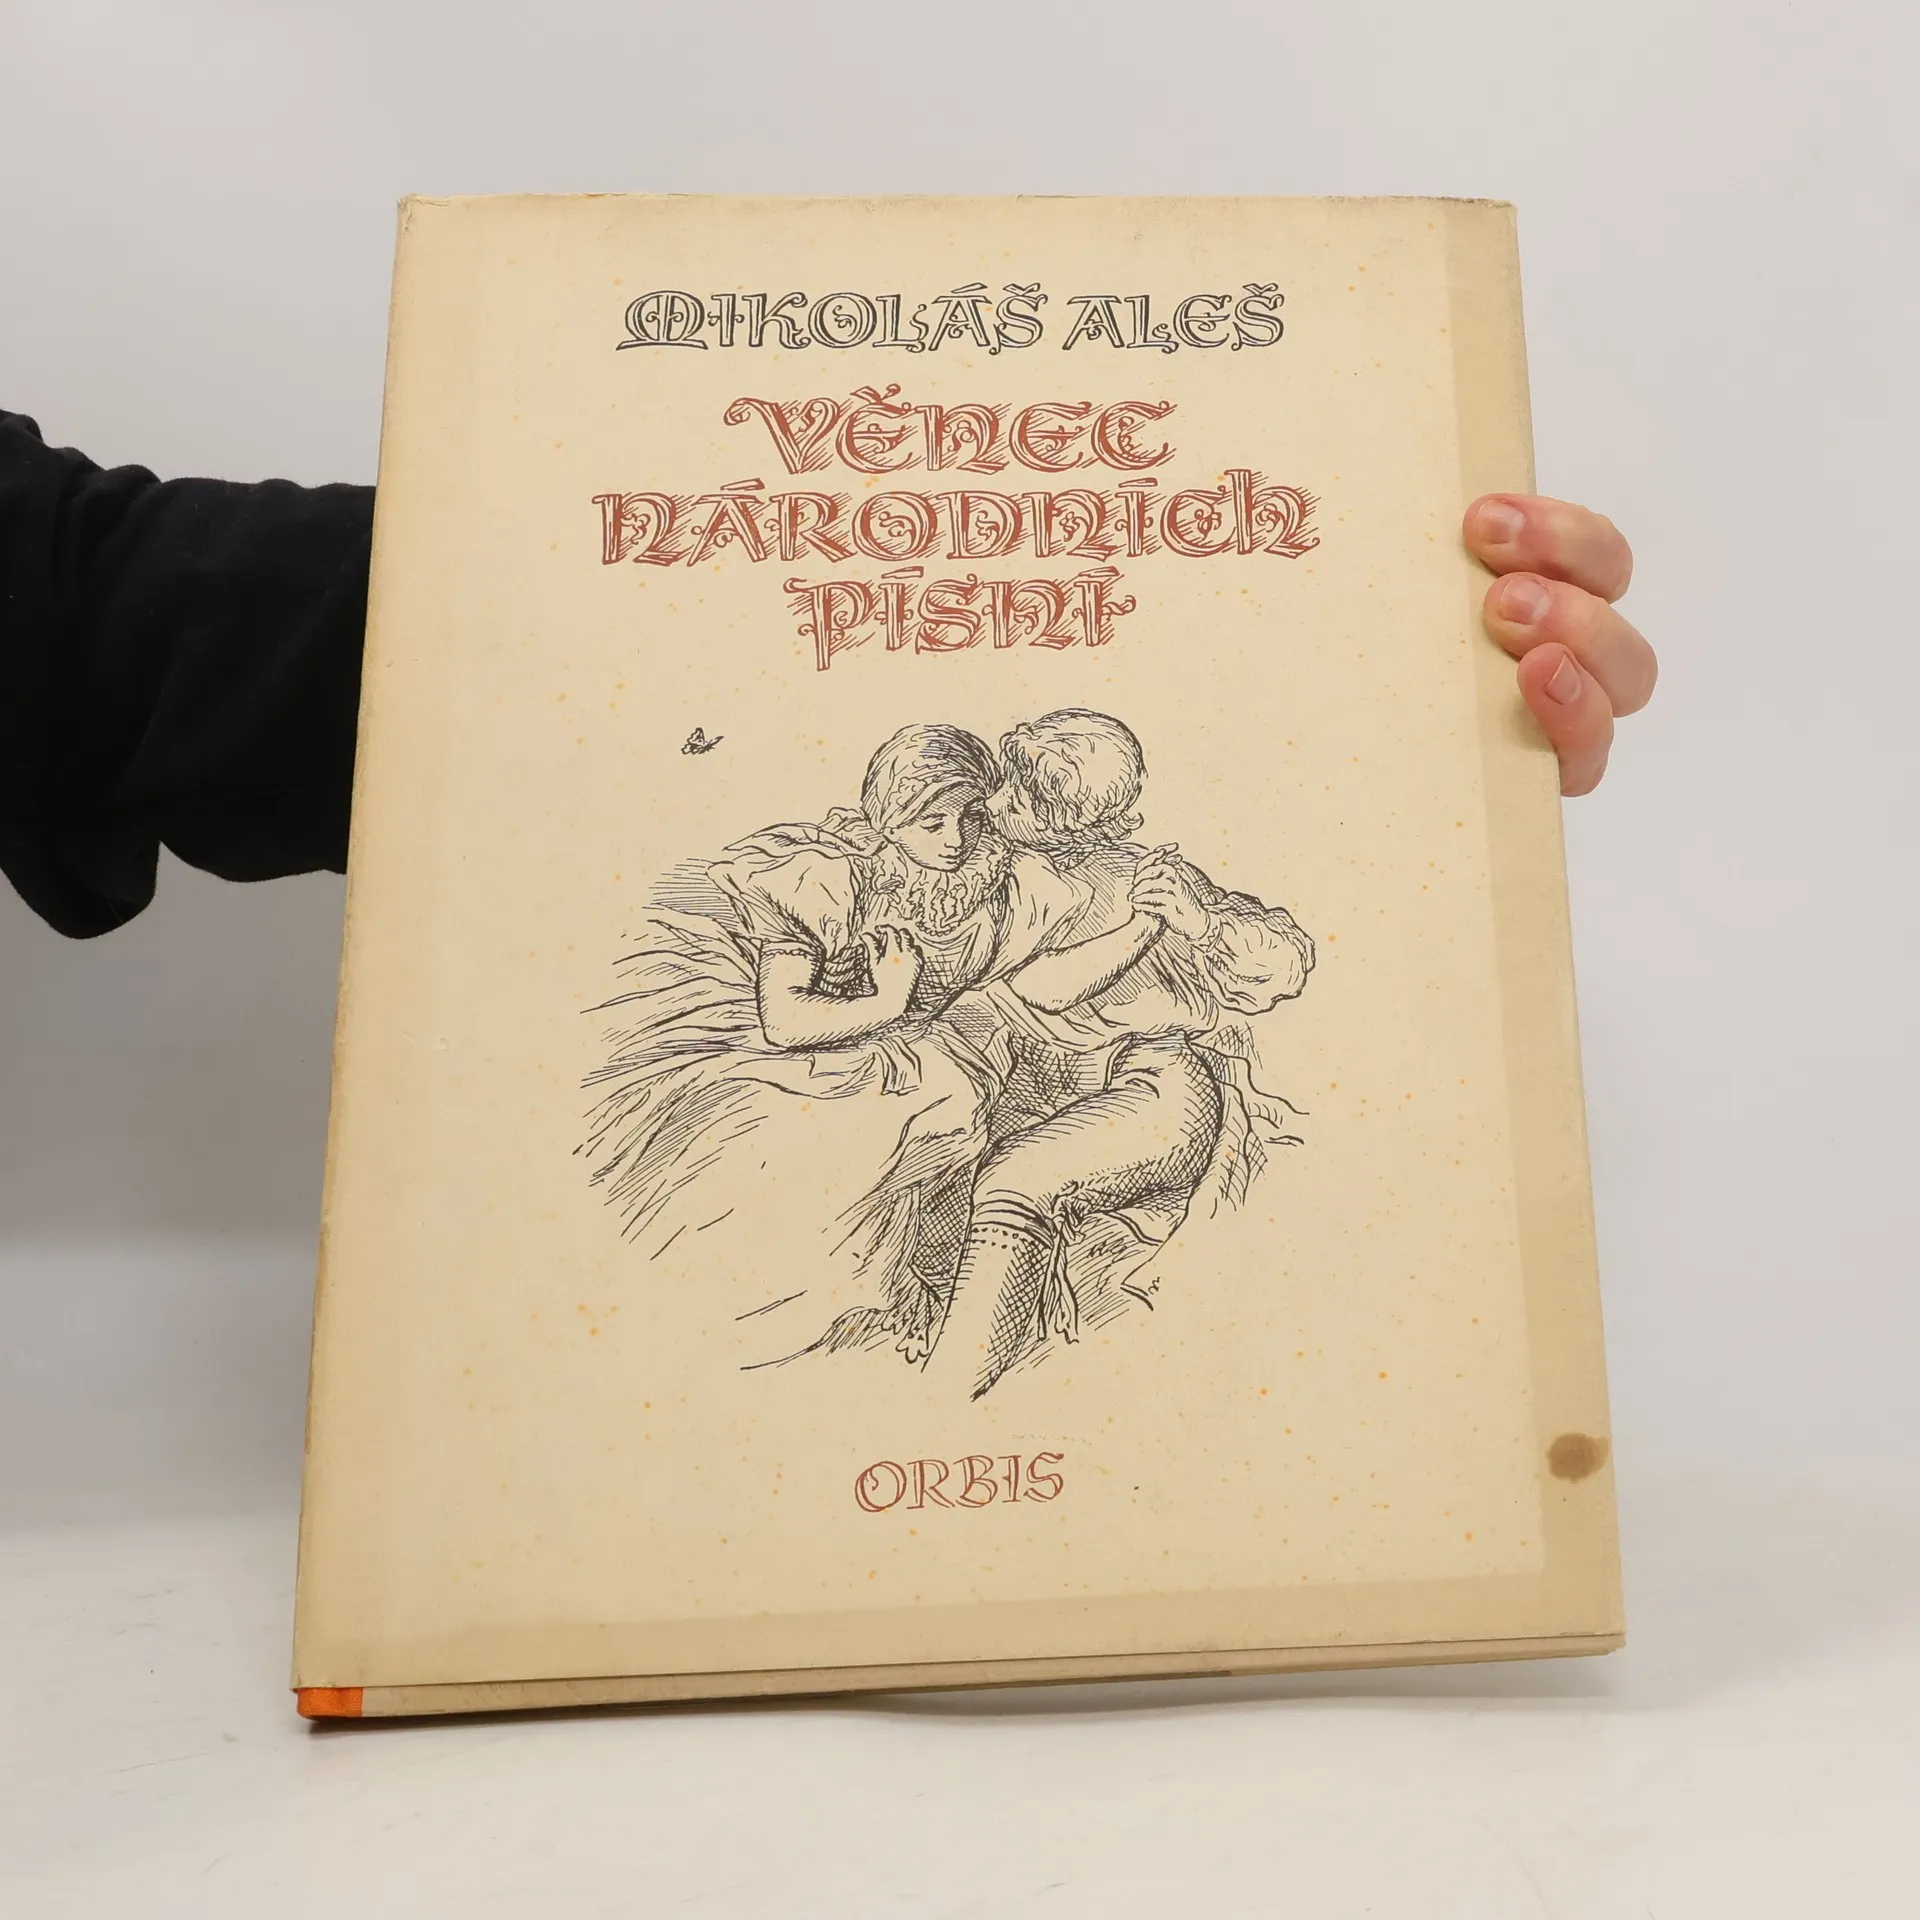 MIKOLÁŠ ALEŠ
VĚNEC
NÁRODNÍCH
PÍSNÍ
ORBIS